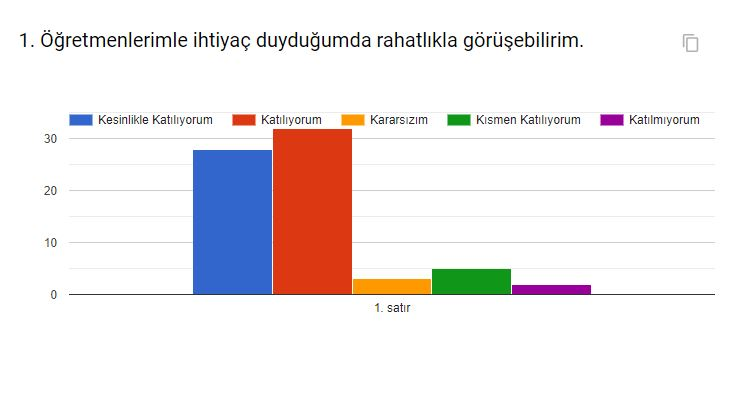 1. Öğretmenlerimle ihtiyaç duyduğumda rahatlıkla görüşebilirim.
Kesinlikle Katılıyorum Katılıyorum Kararsızım Kısmen Katılıyorum Katılmıyorum
30
20
10
0
1. satır